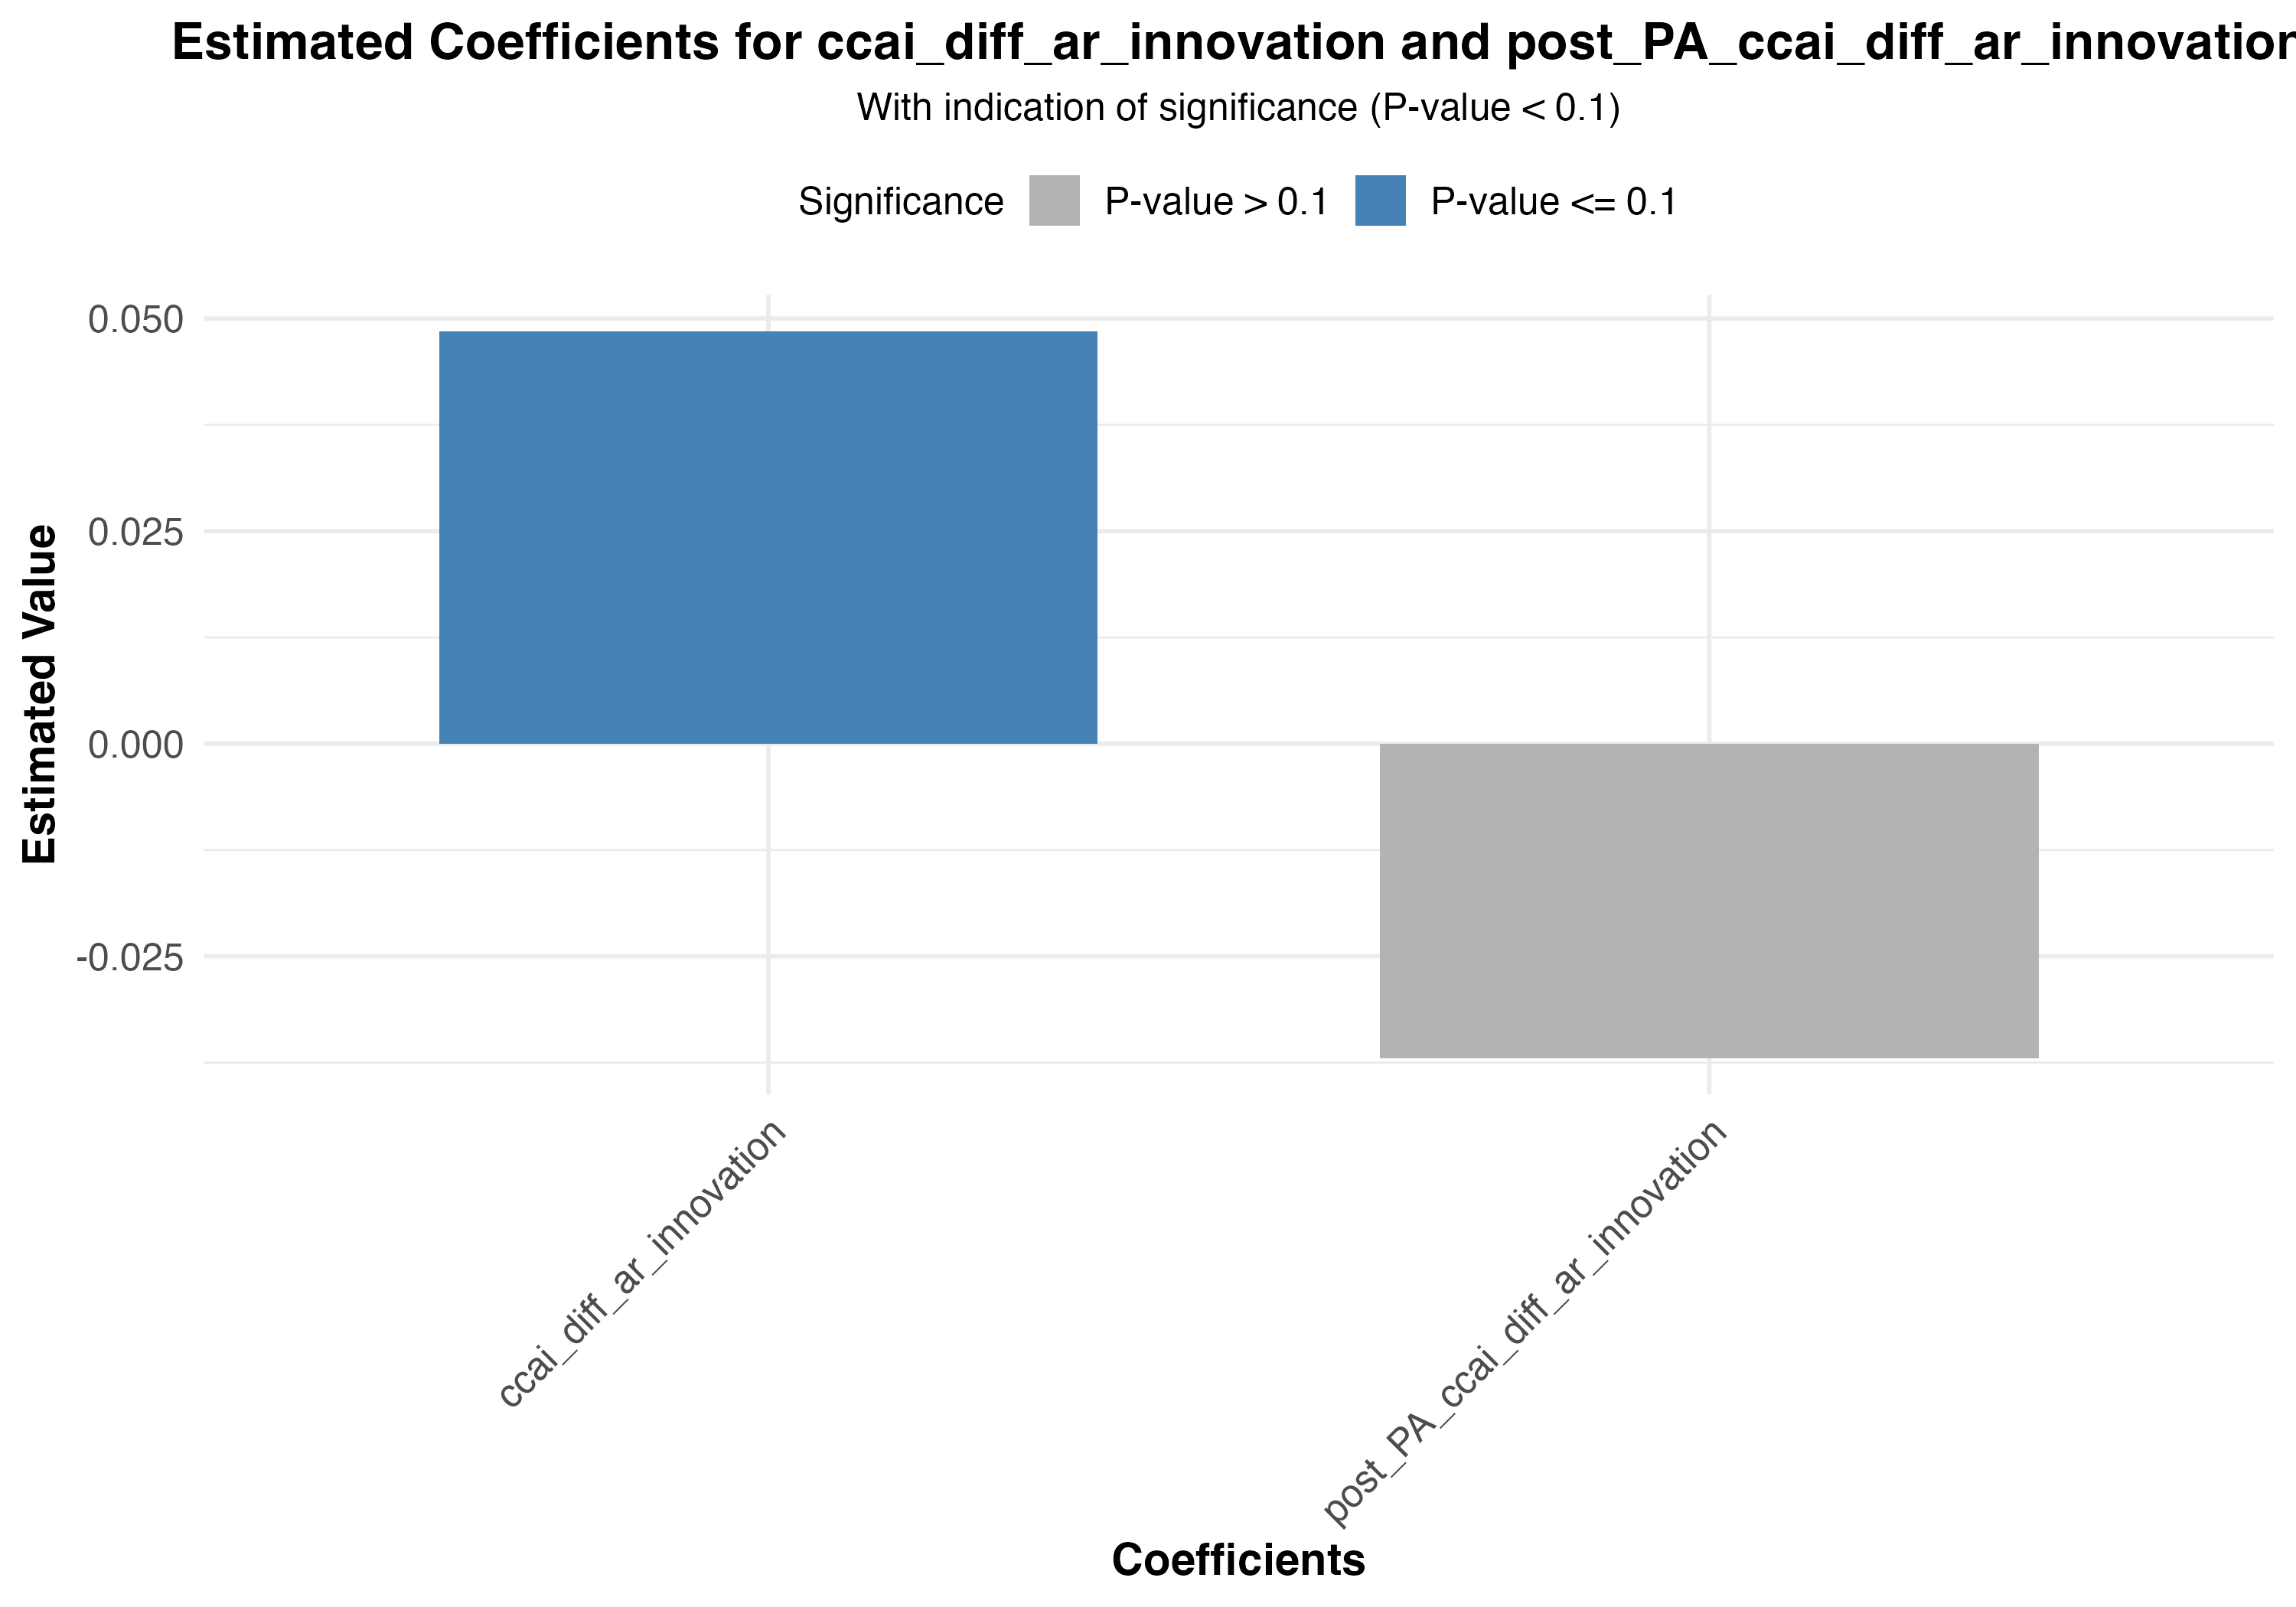 Estimated Coefficients for ccai_diff_ar_innovation and post_PA_ccai_diff_ar_innovation
With indication of significance (P-value < 0.1)
Significance P-value > 0.1 P-value <= 0.1
0.050
0.025
0.000
-0.025
Estimated Value
ccai_diff_ar_innovation
post_PA_ccai_diff_ar_innovation
Coefficients